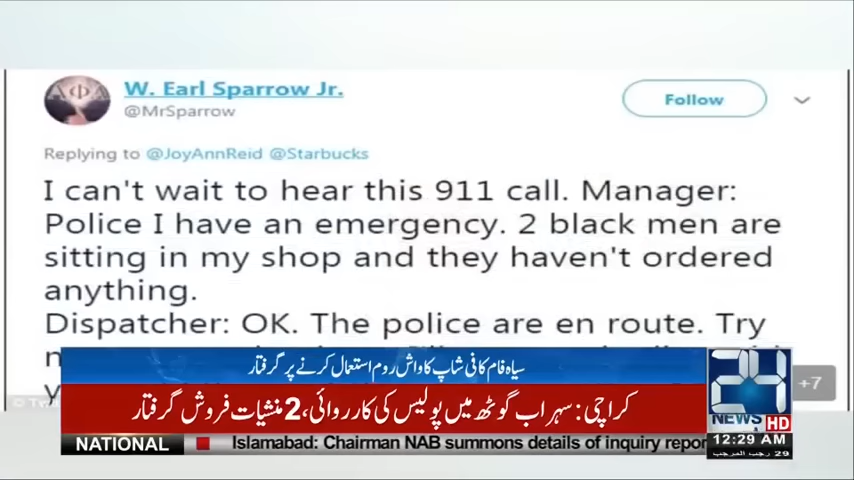 W. Earl Sparrow Jr.
@MrSparrow
Follow
Replying to @JoyAnnReid @Starbucks
I can't wait to hear this 911 call. Manager:
Police I have an emergency. 2 black men are
sitting in my shop and they haven't ordered
anything.
Dispatcher: OK. The police are en route. Try
+7
سیاہ فام کافی شاپ کا واش روم استعمال کرنے پر گرفتار
کراچی: سہراب گوٹھ میں پولیس کی کارروائی، 2 منشیات فروش گرفتار
24
NEWS HD
NATIONAL
Islamabad: Chairman NAB summons details of inquiry repor
12:29 AM
29 رجب المرجب